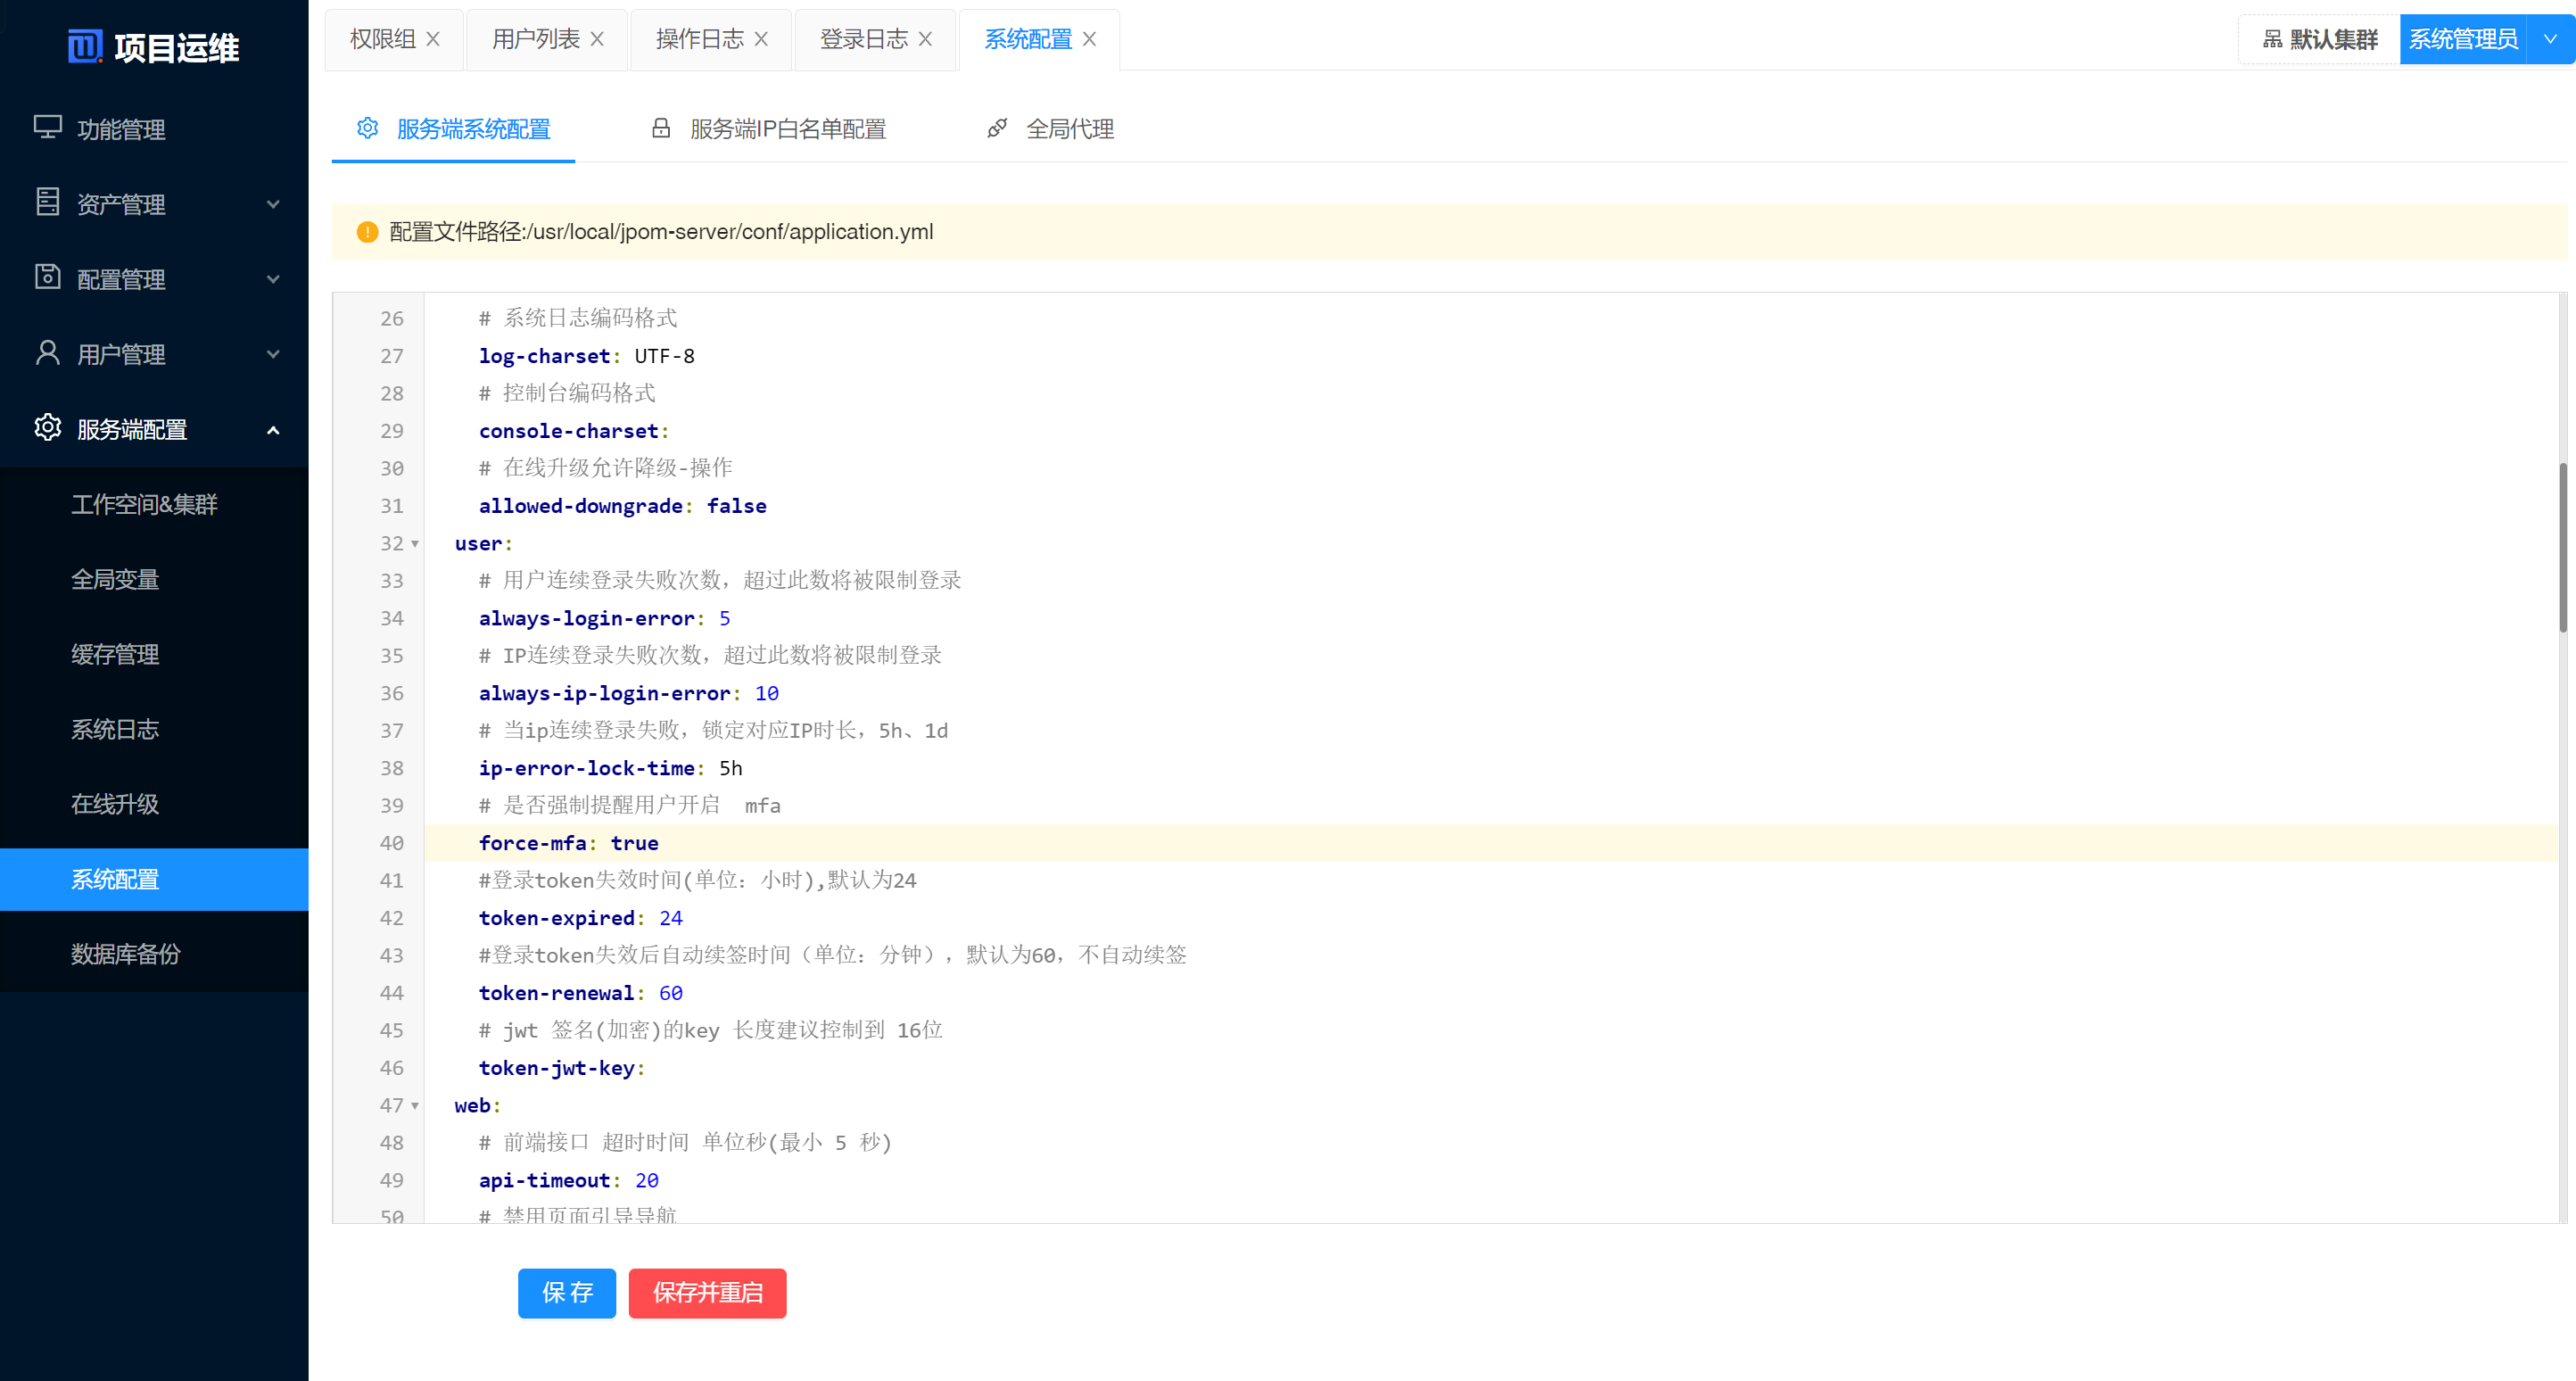 项目运维
功能管理
资产管理
配置管理
用户管理
服务端配置
工作空间&集群
全局变量
缓存管理
系统日志
在线升级
系统配置
数据库备份
权限组
用户列表
操作日志
登录日志
系统配置
默认集群
系统管理员
服务端系统配置
服务端IP白名单配置
全局代理
配置文件路径:/usr/local/jpom-server/conf/application.yml
26 # 系统日志编码格式
27 log-charset: UTF-8
28 # 控制台编码格式
29 console-charset:
30 # 在线升级允许降级-操作
31 allowed-downgrade: false
32 user:
33 # 用户连续登录失败次数，超过此数将被限制登录
34 always-login-error: 5
35 # IP连续登录失败次数，超过此数将被限制登录
36 always-ip-login-error: 10
37 # 当ip连续登录失败，锁定对应IP时长，5h、1d
38 ip-error-lock-time: 5h
39 # 是否强制提醒用户开启  mfa
40 force-mfa: true
41 #登录token失效时间(单位：小时),默认为24
42 token-expired: 24
43 #登录token失效后自动续签时间（单位：分钟），默认为60，不自动续签
44 token-renewal: 60
45 # jwt 签名(加密)的key 长度建议控制到 16位
46 token-jwt-key:
47 web:
48 # 前端接口 超时时间 单位秒(最小 5 秒)
49 api-timeout: 20
50 # 禁用页面引导导航
保 存
保存并重启